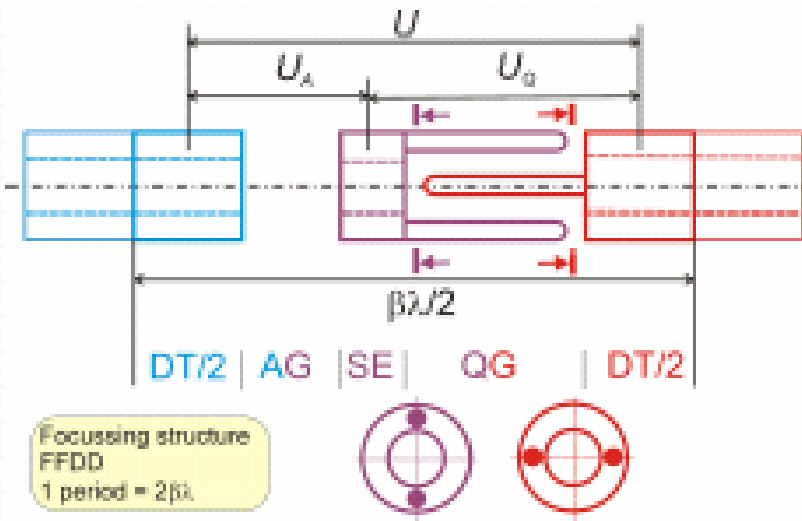 U
U_A U_Q
βλ/2
DT/2 AG SE QG DT/2
Focussing structure
FFDD
1 period = 2βλ